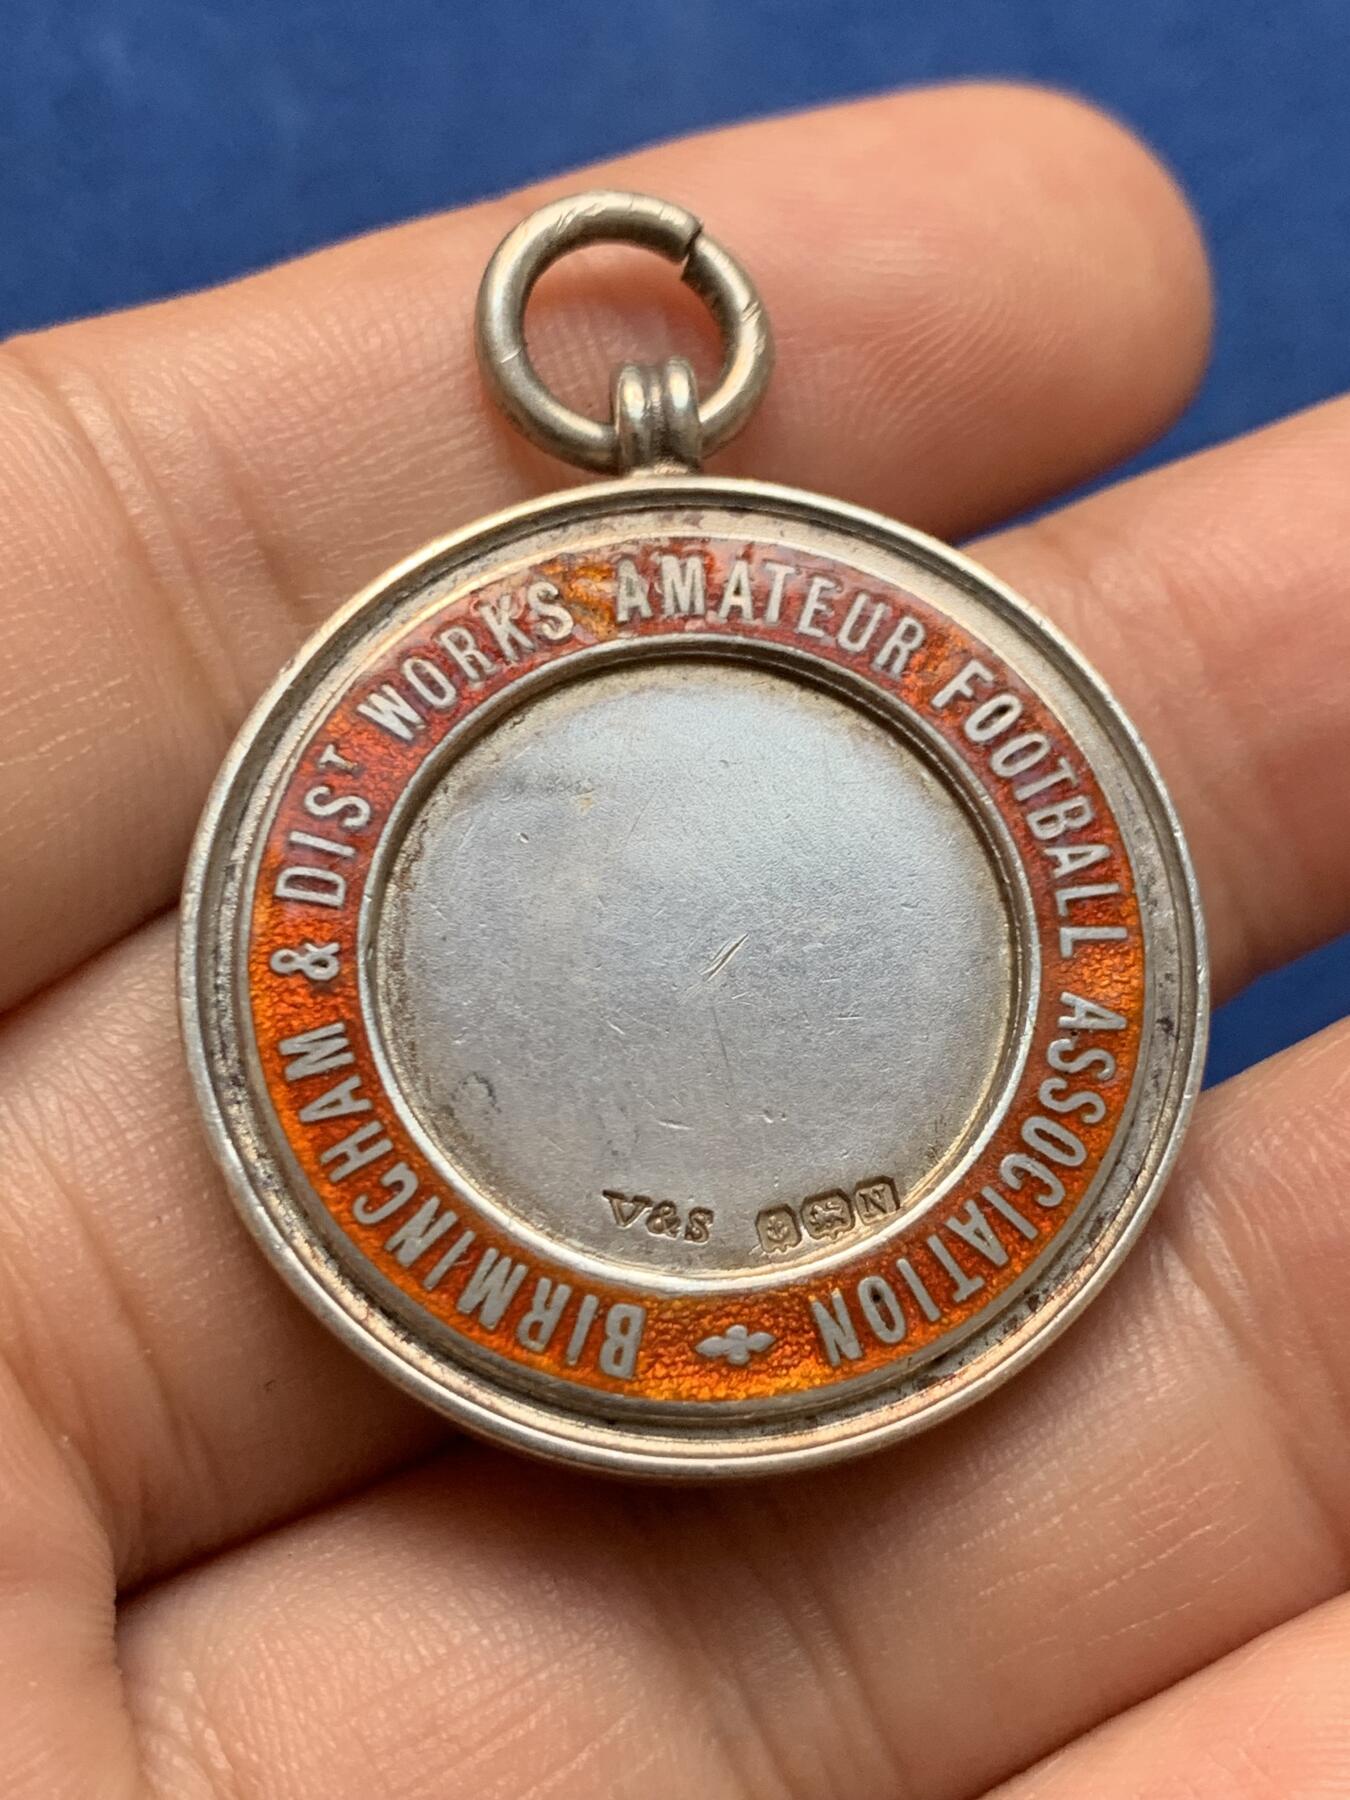 BIRMINGHAM & DISᵀ WORKS AMATEUR FOOTBALL ASSOCIATION
V&S
N